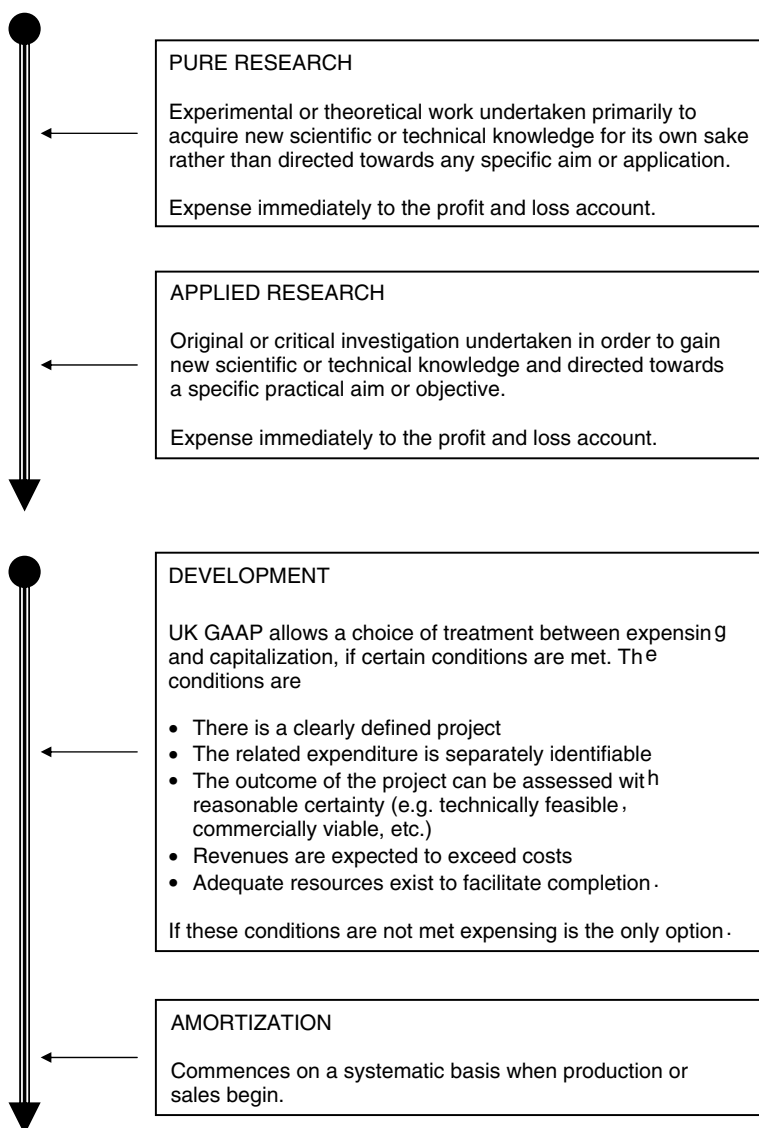 PURE RESEARCH
Experimental or theoretical work undertaken primarily to
acquire new scientific or technical knowledge for its own sake
rather than directed towards any specific aim or application.
Expense immediately to the profit and loss account.
APPLIED RESEARCH
Original or critical investigation undertaken in order to gain
new scientific or technical knowledge and directed towards
a specific practical aim or objective.
Expense immediately to the profit and loss account.
DEVELOPMENT
UK GAAP allows a choice of treatment between expensing
and capitalization, if certain conditions are met. The
conditions are
• There is a clearly defined project
• The related expenditure is separately identifiable
• The outcome of the project can be assessed with
reasonable certainty (e.g. technically feasible,
commercially viable, etc.)
• Revenues are expected to exceed costs
• Adequate resources exist to facilitate completion.
If these conditions are not met expensing is the only option.
AMORTIZATION
Commences on a systematic basis when production or
sales begin.